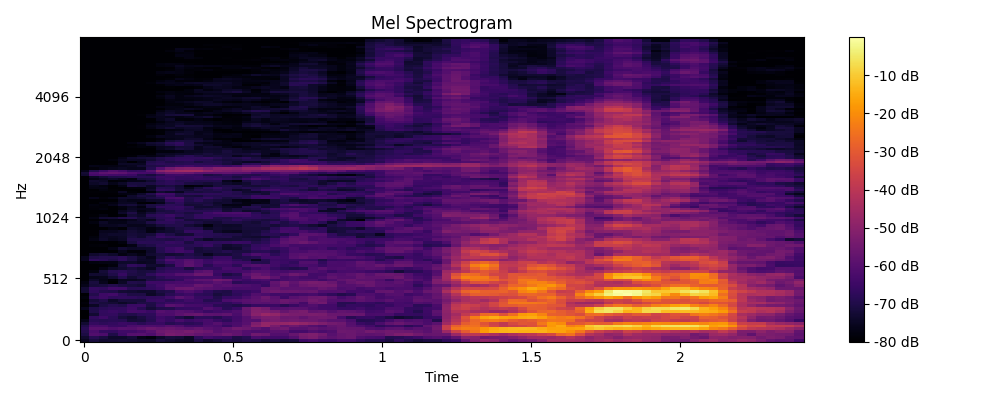 Mel Spectrogram
Hz
4096
2048
1024
512
0
0
0.5
1
1.5
2
Time
-10 dB
-20 dB
-30 dB
-40 dB
-50 dB
-60 dB
-70 dB
-80 dB